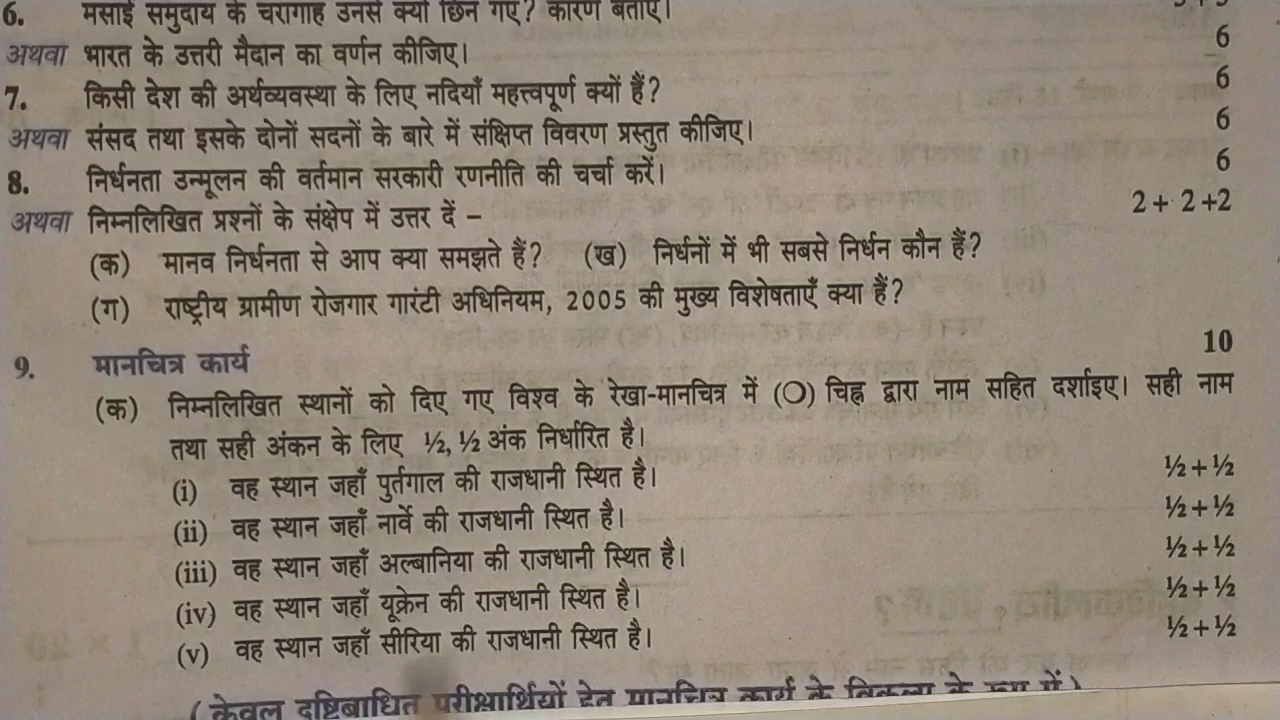 6. मसाई समुदाय के चरागाह उनसे क्यों छिन गए? कारण बताएँ।
अथवा भारत के उत्तरी मैदान का वर्णन कीजिए। 6
7. किसी देश की अर्थव्यवस्था के लिए नदियाँ महत्त्वपूर्ण क्यों हैं? 6
अथवा संसद तथा इसके दोनों सदनों के बारे में संक्षिप्त विवरण प्रस्तुत कीजिए। 6
8. निर्धनता उन्मूलन की वर्तमान सरकारी रणनीति की चर्चा करें। 6
अथवा निम्नलिखित प्रश्नों के संक्षेप में उत्तर दें – 2 + 2 +2
(क) मानव निर्धनता से आप क्या समझते हैं? (ख) निर्धनों में भी सबसे निर्धन कौन हैं?
(ग) राष्ट्रीय ग्रामीण रोजगार गारंटी अधिनियम, 2005 की मुख्य विशेषताएँ क्या हैं?
9. मानचित्र कार्य 10
(क) निम्नलिखित स्थानों को दिए गए विश्व के रेखा-मानचित्र में (O) चिह्न द्वारा नाम सहित दर्शाइए। सही नाम
तथा सही अंकन के लिए ½, ½ अंक निर्धारित है।
(i) वह स्थान जहाँ पुर्तगाल की राजधानी स्थित है। ½ + ½
(ii) वह स्थान जहाँ नार्वे की राजधानी स्थित है। ½ + ½
(iii) वह स्थान जहाँ अल्बानिया की राजधानी स्थित है। ½ + ½
(iv) वह स्थान जहाँ यूक्रेन की राजधानी स्थित है। ½ + ½
(v) वह स्थान जहाँ सीरिया की राजधानी स्थित है। ½ + ½
(केवल दृष्टिबाधित परीक्षार्थियों हेतु मानचित्र कार्य के विकल्प के रूप में)